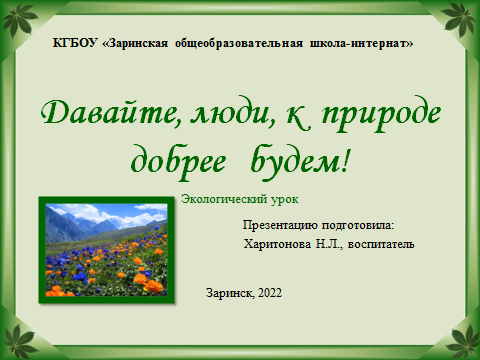 КГБОУ «Заринская общеобразовательная школа-интернат»
Давайте, люди, к природе
добрее будем!
Экологический урок
Презентацию подготовила:
Харитонова Н.Л., воспитатель
Заринск, 2022